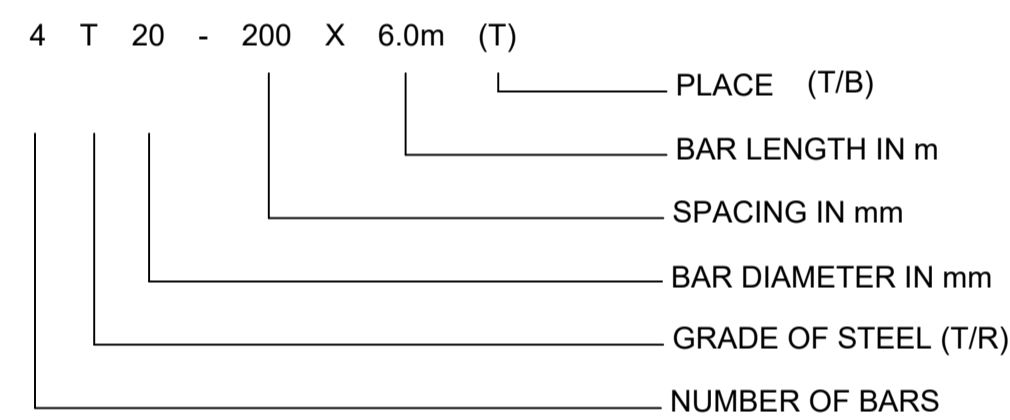 4 T 20 - 200 X 6.0m (T)
PLACE (T/B)
BAR LENGTH IN m
SPACING IN mm
BAR DIAMETER IN mm
GRADE OF STEEL (T/R)
NUMBER OF BARS